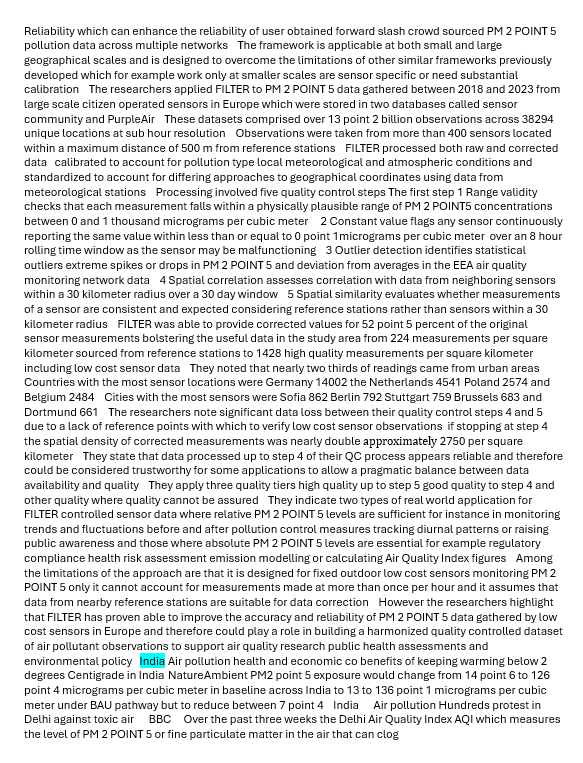 Reliability which can enhance the reliability of user obtained forward slash crowd sourced PM 2 POINT 5
pollution data across multiple networks The framework is applicable at both small and large
geographical scales and is designed to overcome the limitations of other similar frameworks previously
developed which for example work only at smaller scales are sensor specific or need substantial
calibration The researchers applied FILTER to PM 2 POINT 5 data gathered between 2018 and 2023 from
large scale citizen operated sensors in Europe which were stored in two databases called sensor
community and PurpleAir These datasets comprised over 13 point 2 billion observations across 38294
unique locations at sub hour resolution Observations were taken from more than 400 sensors located
within a maximum distance of 500 m from reference stations FILTER processed both raw and corrected
data calibrated to account for pollution type local meteorological and atmospheric conditions and
standardized to account for differing approaches to geographical coordinates using data from
meteorological stations Processing involved five quality control steps The first step 1 Range validity
checks that each measurement falls within a physically plausible range of PM 2 POINT5 concentrations
between 0 and 1 thousand micrograms per cubic meter 2 Constant value flags any sensor continuously
reporting the same value within less than or equal to 0 point 1micrograms per cubic meter over an 8 hour
rolling time window as the sensor may be malfunctioning 3 Outlier detection identifies statistical
outliers extreme spikes or drops in PM 2 POINT 5 and deviation from averages in the EEA air quality
monitoring network data 4 Spatial correlation assesses correlation with data from neighboring sensors
within a 30 kilometer radius over a 30 day window 5 Spatial similarity evaluates whether measurements
of a sensor are consistent and expected considering reference stations rather than sensors within a 30
kilometer radius FILTER was able to provide corrected values for 52 point 5 percent of the original
sensor measurements bolstering the useful data in the study area from 224 measurements per square
kilometer sourced from reference stations to 1428 high quality measurements per square kilometer
including low cost sensor data They noted that nearly two thirds of readings came from urban areas
Countries with the most sensor locations were Germany 14002 the Netherlands 4541 Poland 2574 and
Belgium 2484 Cities with the most sensors were Sofia 862 Berlin 792 Stuttgart 759 Brussels 683 and
Dortmund 661 The researchers note significant data loss between their quality control steps 4 and 5
due to a lack of reference points with which to verify low cost sensor observations if stopping at step 4
the spatial density of corrected measurements was nearly double approximately 2750 per square
kilometer They state that data processed up to step 4 of their QC process appears reliable and therefore
could be considered trustworthy for some applications to allow a pragmatic balance between data
availability and quality They apply three quality tiers high quality up to step 5 good quality to step 4 and
other quality where quality cannot be assured They indicate two types of real world application for
FILTER controlled sensor data where relative PM 2 POINT 5 levels are sufficient for instance in monitoring
trends and fluctuations before and after pollution control measures tracking diurnal patterns or raising
public awareness and those where absolute PM 2 POINT 5 levels are essential for example regulatory
compliance health risk assessment emission modelling or calculating Air Quality Index figures Among
the limitations of the approach are that it is designed for fixed outdoor low cost sensors monitoring PM 2
POINT 5 only it cannot account for measurements made at more than once per hour and it assumes that
data from nearby reference stations are suitable for data correction However the researchers highlight
that FILTER has proven able to improve the accuracy and reliability of PM 2 POINT 5 data gathered by low
cost sensors in Europe and therefore could play a role in building a harmonized quality controlled dataset
of air pollutant observations to support air quality research public health assessments and
environmental policy India Air pollution health and economic co benefits of keeping warming below 2
degrees Centigrade in India NatureAmbient PM2 point 5 exposure would change from 14 point 6 to 126
point 4 micrograms per cubic meter in baseline across India to 13 to 136 point 1 micrograms per cubic
meter under BAU pathway but to reduce between 7 point 4 India Air pollution Hundreds protest in
Delhi against toxic air BBC Over the past three weeks the Delhi Air Quality Index AQI which measures
the level of PM 2 POINT 5 or fine particulate matter in the air that can clog